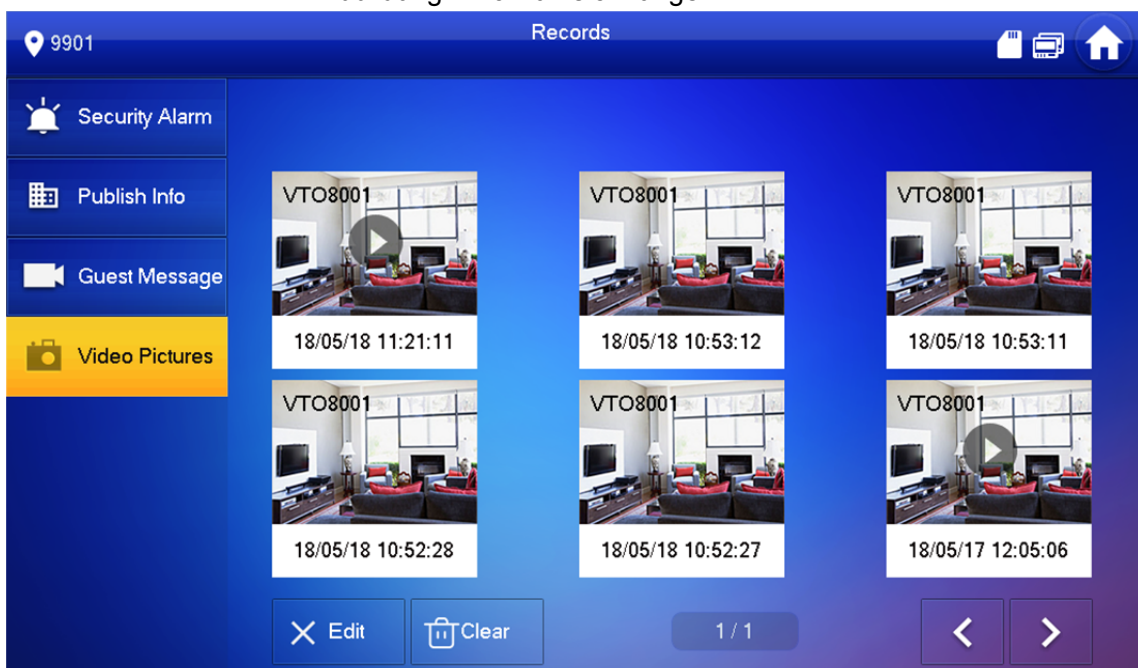 Records
9901
Security Alarm
Publish Info
Guest Message
Video Pictures
VTO8001
VTO8001
VTO8001
18/05/18 11:21:11
18/05/18 10:53:12
18/05/18 10:53:11
VTO8001
VTO8001
VTO8001
18/05/18 10:52:28
18/05/18 10:52:27
18/05/17 12:05:06
Edit
Clear
1 / 1